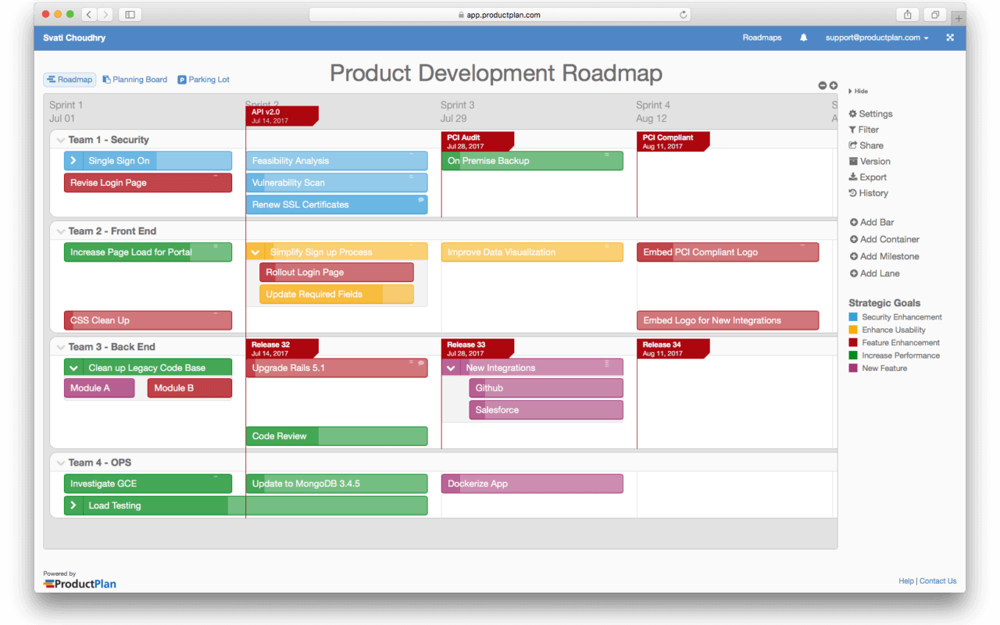 app.productplan.com
Svati Choudhry
Roadmaps
support@productplan.com
Roadmap
Planning Board
P Parking Lot
Product Development Roadmap
Hide
Sprint 1
Jul 01
Sprint 2
API v2.0
Jul 14, 2017
Sprint 3
Jul 29
Sprint 4
Aug 12
S
A
Settings
Filter
Share
Version
Export
History
Add Bar
Add Container
Add Milestone
Add Lane
Strategic Goals
Security Enhancement
Enhance Usability
Feature Enhancement
Increase Performance
New Feature
Team 1 - Security
PCI Audit
Jul 28, 2017
PCI Compliant
Aug 11, 2017
Single Sign On
Feasibility Analysis
On Premise Backup
Revise Login Page
Vulnerability Scan
Renew SSL Certificates
Team 2 - Front End
Increase Page Load for Portal
Simplify Sign up Process
Improve Data Visualization
Embed PCI Compliant Logo
Rollout Login Page
Update Required Fields
CSS Clean Up
Embed Logo for New Integrations
Team 3 - Back End
Release 32
Jul 14, 2017
Release 33
Jul 28, 2017
Release 34
Aug 11, 2017
Clean up Legacy Code Base
Upgrade Rails 5.1
New Integrations
Module A
Module B
Github
Salesforce
Code Review
Team 4 - OPS
Investigate GCE
Update to MongoDB 3.4.5
Dockerize App
Load Testing
Powered by
ProductPlan
Help | Contact Us